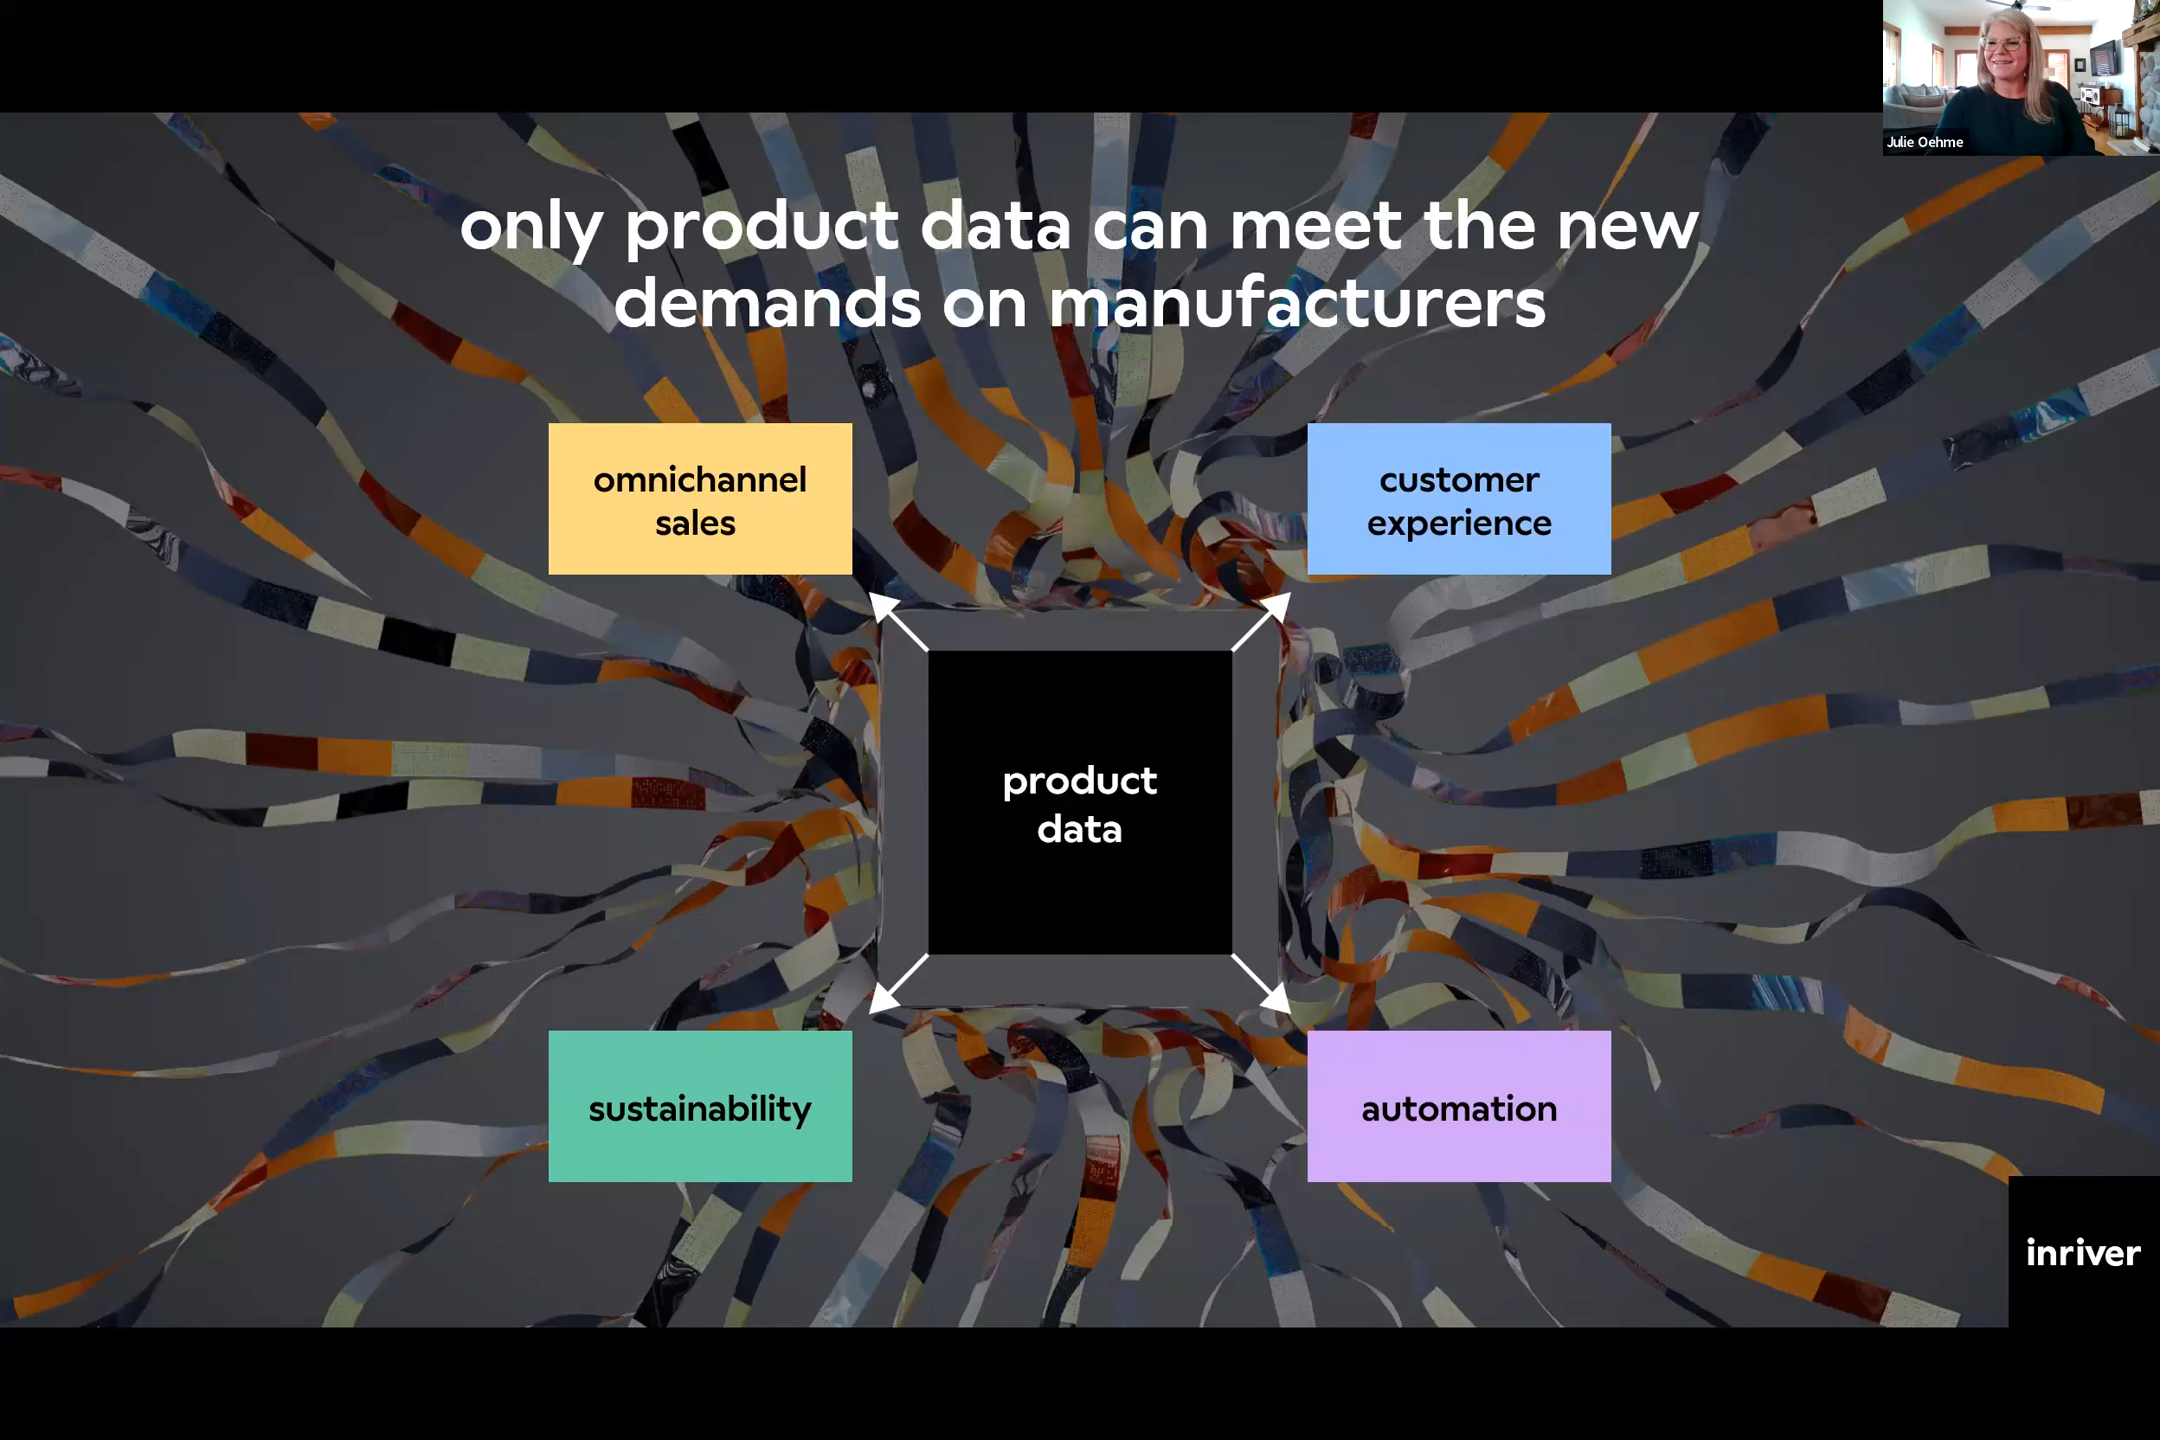 Julie Oehme
only product data can meet the new
demands on manufacturers
omnichannel
sales
customer
experience
product
data
sustainability
automation
inriver